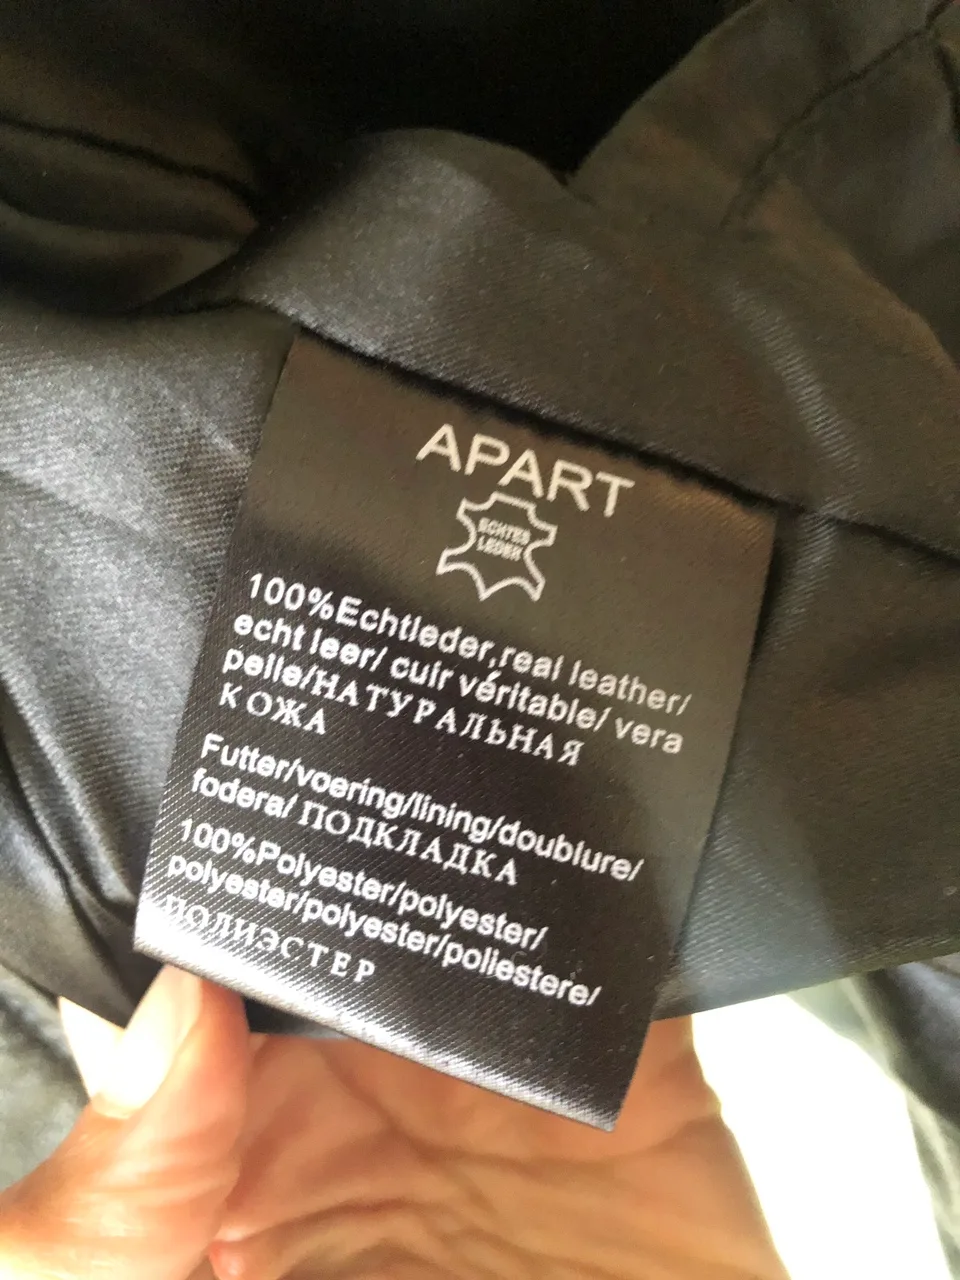 APART
ECHTES
LEDER
100%Echtleder,real leather/
echt leer/ cuir véritable/ vera
pelle/НАТУРАЛЬНАЯ
КОЖА
Futter/voering/lining/doublure/
fodera/ ПОДКЛАДКА
100%Polyester/polyester/
polyester/polyester/poliestere/
ПОЛИЭСТЕР